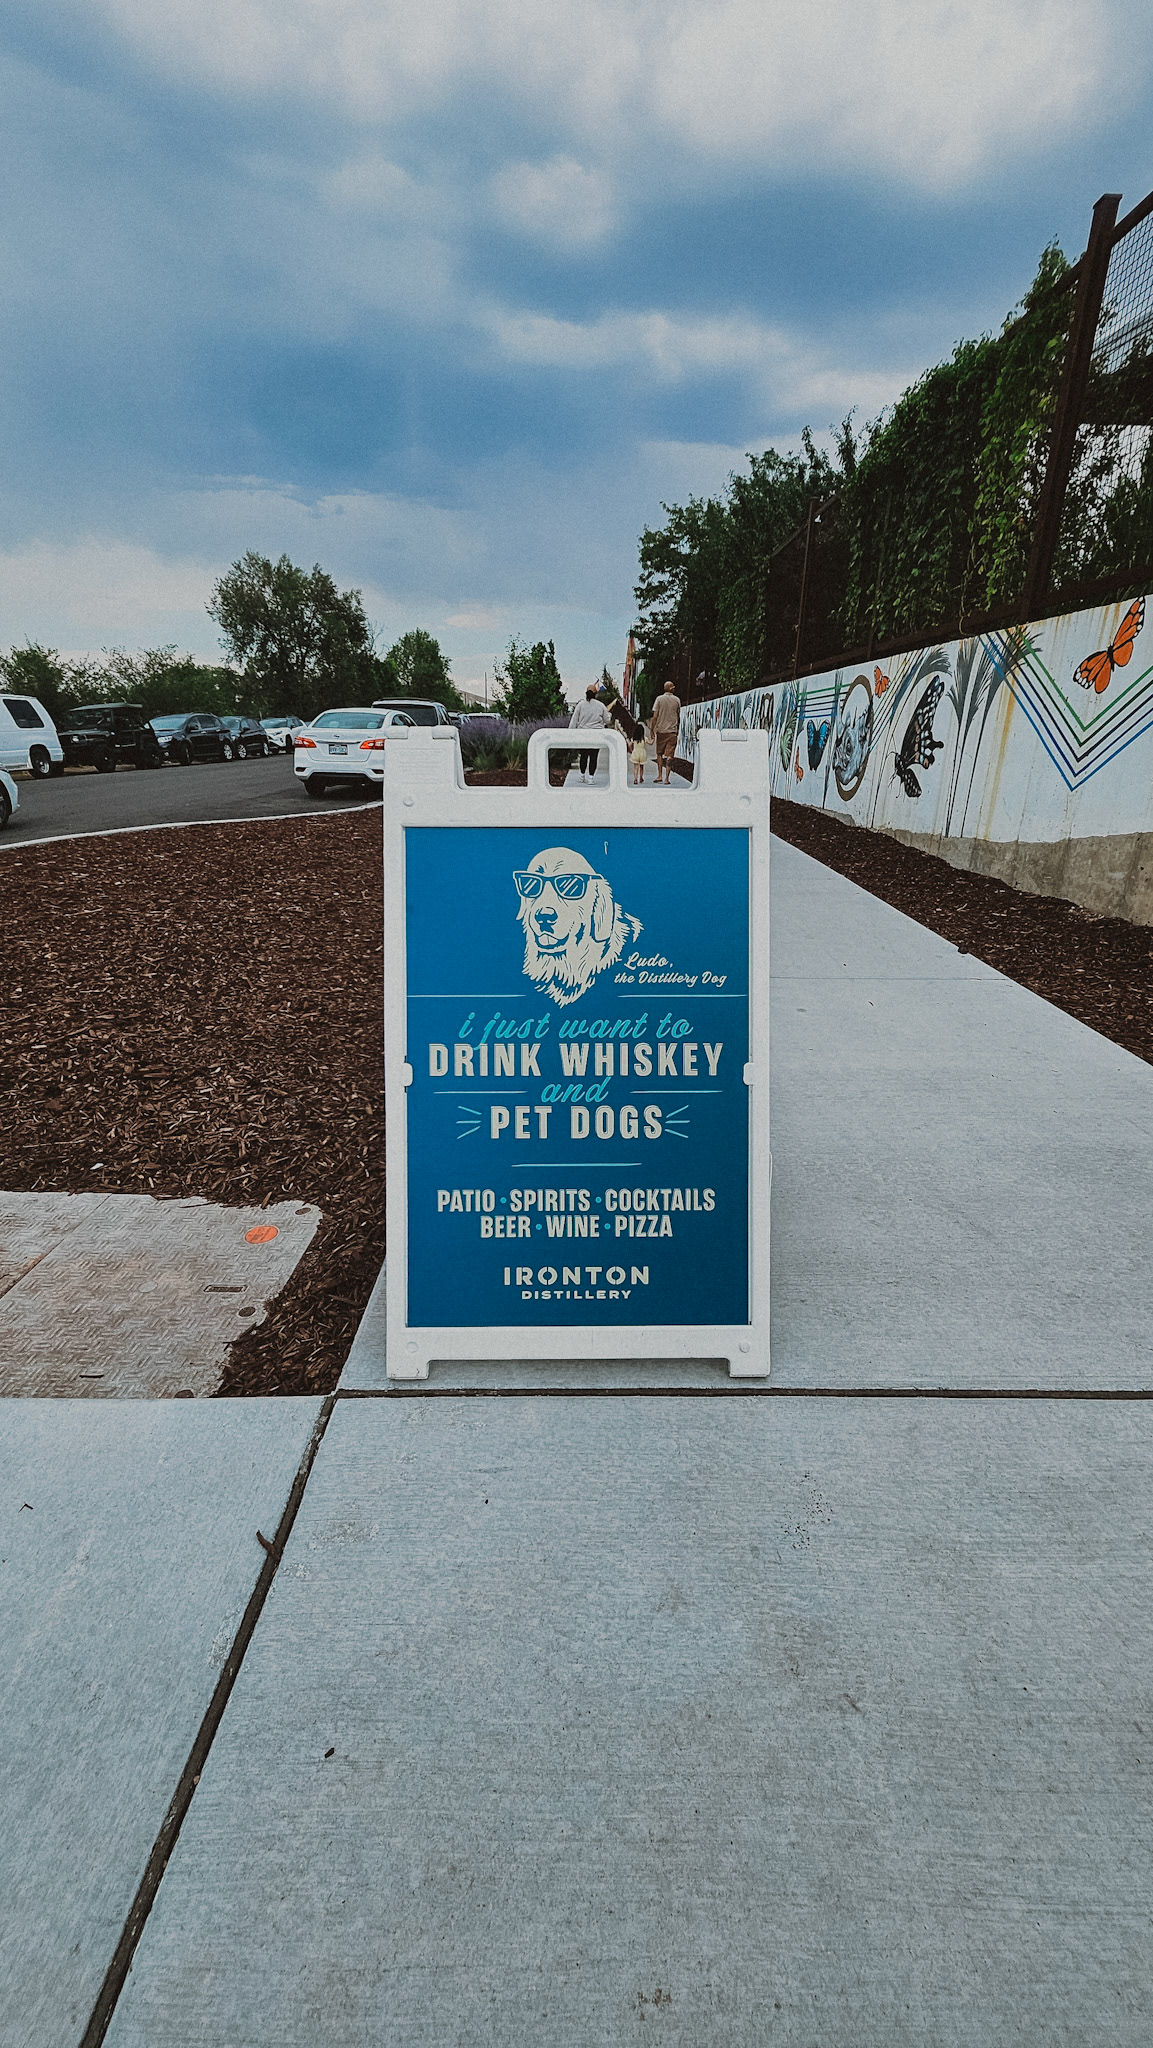 Ludo,
the Distillery Dog
i just want to
DRINK WHISKEY
and
PET DOGS
PATIO • SPIRITS • COCKTAILS
BEER • WINE • PIZZA
IRONTON
DISTILLERY